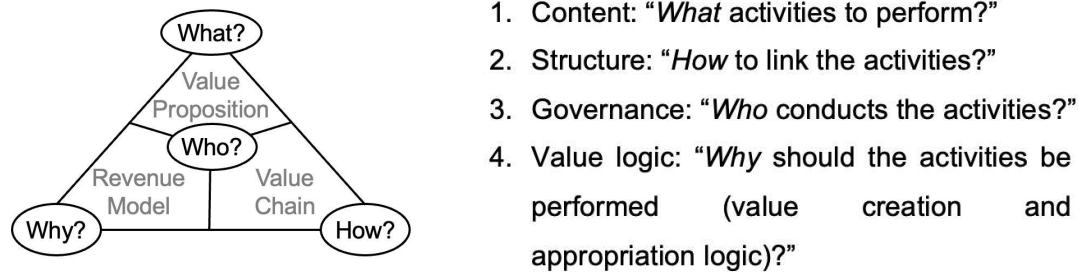 What?
Value
Proposition
Who?
Revenue
Model
Value
Chain
Why?
How?
1. Content: “What activities to perform?”
2. Structure: “How to link the activities?”
3. Governance: “Who conducts the activities?”
4. Value logic: “Why should the activities be
performed (value creation and
appropriation logic)?”